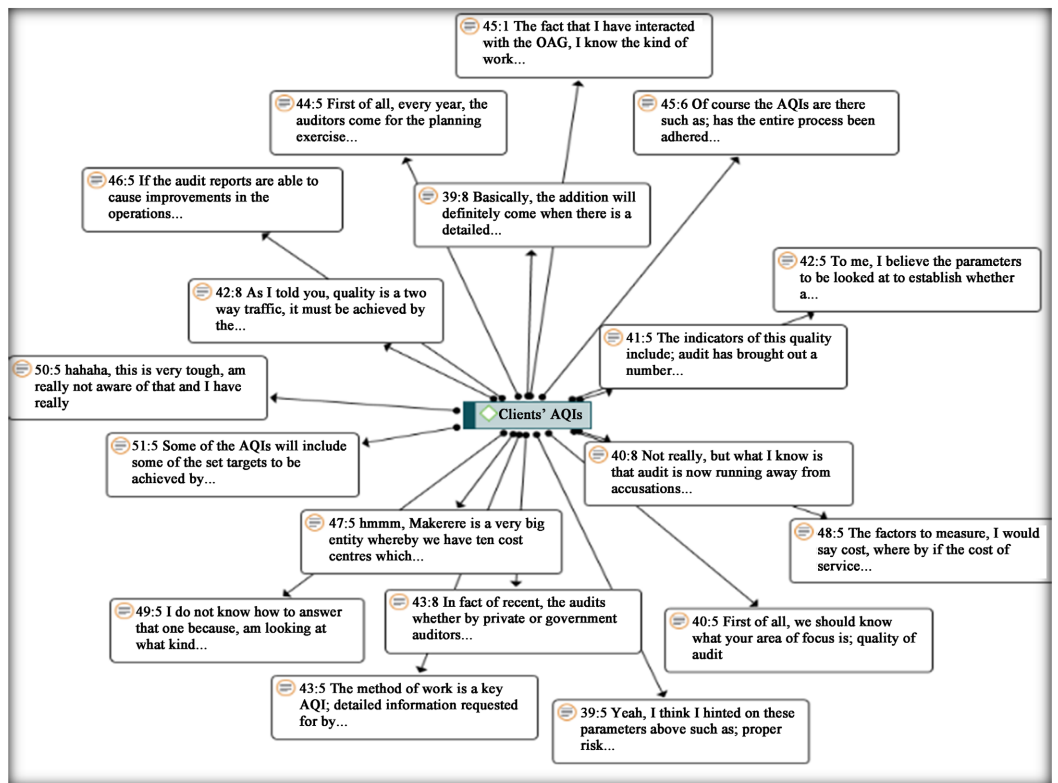 45:1 The fact that I have interacted
with the OAG, I know the kind of
work...
44:5 First of all, every year, the
auditors come for the planning
exercise...
45:6 Of course the AQIs are there
such as; has the entire process been
adhered...
46:5 If the audit reports are able to
cause improvements in the
operations...
39:8 Basically, the addition will
definitely come when there is a
detailed...
42:5 To me, I believe the parameters
to be looked at to establish whether
a...
42:8 As I told you, quality is a two
way traffic, it must be achieved by
the...
41:5 The indicators of this quality
include; audit has brought out a
number...
50:5 hahaha, this is very tough, am
really not aware of that and I have
really
Clients' AQIs
51:5 Some of the AQIs will include
some of the set targets to be
achieved by...
40:8 Not really, but what I know is
that audit is now running away from
accusations...
47:5 hmmm, Makerere is a very big
entity whereby we have ten cost
centres which...
48:5 The factors to measure, I would
say cost, where by if the cost of
service...
49:5 I do not know how to answer
that one because, am looking at
what kind...
43:8 In fact of recent, the audits
whether by private or government
auditors...
40:5 First of all, we should know
what your area of focus is; quality of
audit
43:5 The method of work is a key
AQI; detailed information requested
for by...
39:5 Yeah, I think I hinted on these
parameters above such as; proper
risk...